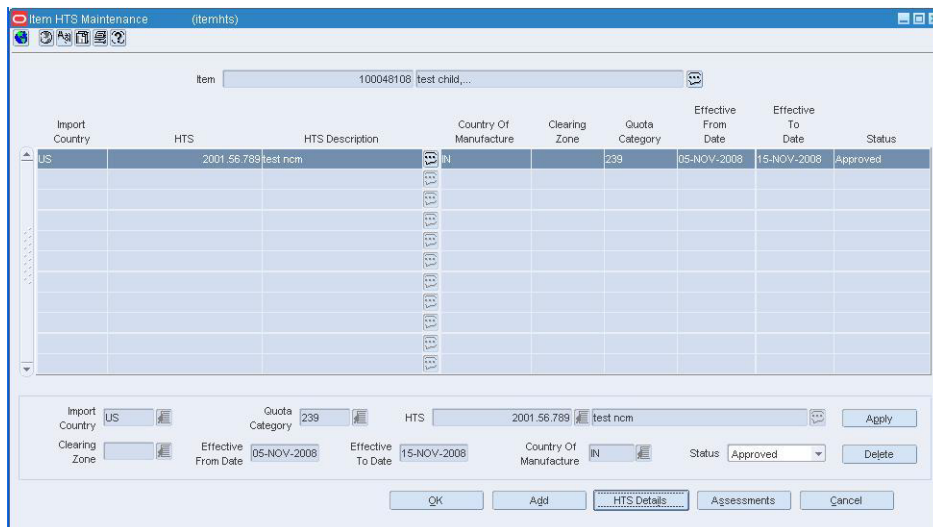 Item HTS Maintenance (itemhts)
Item 100048108 test child,...
Import Country HTS HTS Description Country Of Manufacture Clearing Zone Quota Category Effective From Date Effective To Date Status
US 2001.56.789 test ncm IN 239 05-NOV-2008 15-NOV-2008 Approved
Import Country US Quota Category 239 HTS 2001.56.789 test ncm Apply
Clearing Zone Effective From Date 05-NOV-2008 Effective To Date 15-NOV-2008 Country Of Manufacture IN Status Approved Delete
OK Add HTS Details Assessments Cancel